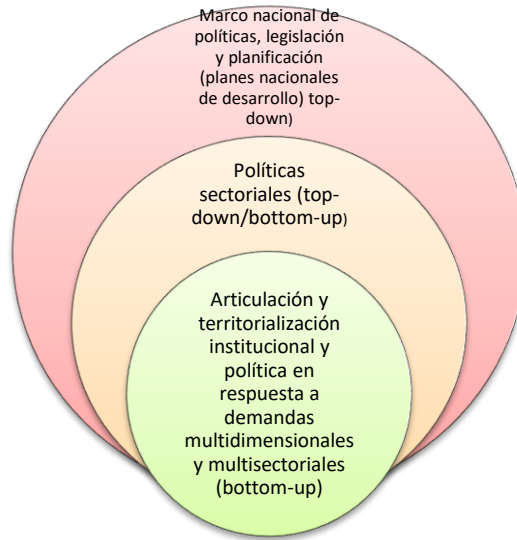 Marco nacional de
políticas, legislación
y planificación
(planes nacionales
de desarrollo) top-
down)
Políticas
sectoriales (top-
down/bottom-up)
Articulación y
territorialización
institucional y
política en
respuesta a
demandas
multidimensionales
y multisectoriales
(bottom-up)